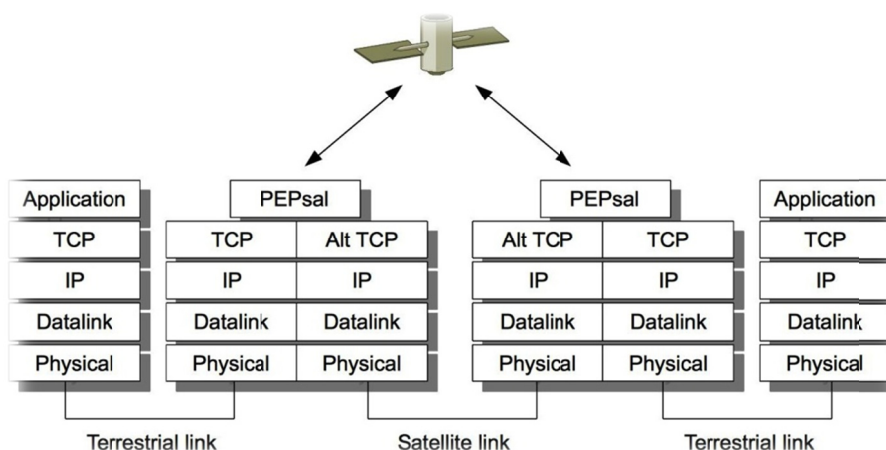 Application PEPsal PEPsal Application
TCP TCP Alt TCP Alt TCP TCP TCP
IP IP IP IP IP IP
Datalink Datalink Datalink Datalink Datalink Datalink
Physical Physical Physical Physical Physical Physical
Terrestrial link Satellite link Terrestrial link